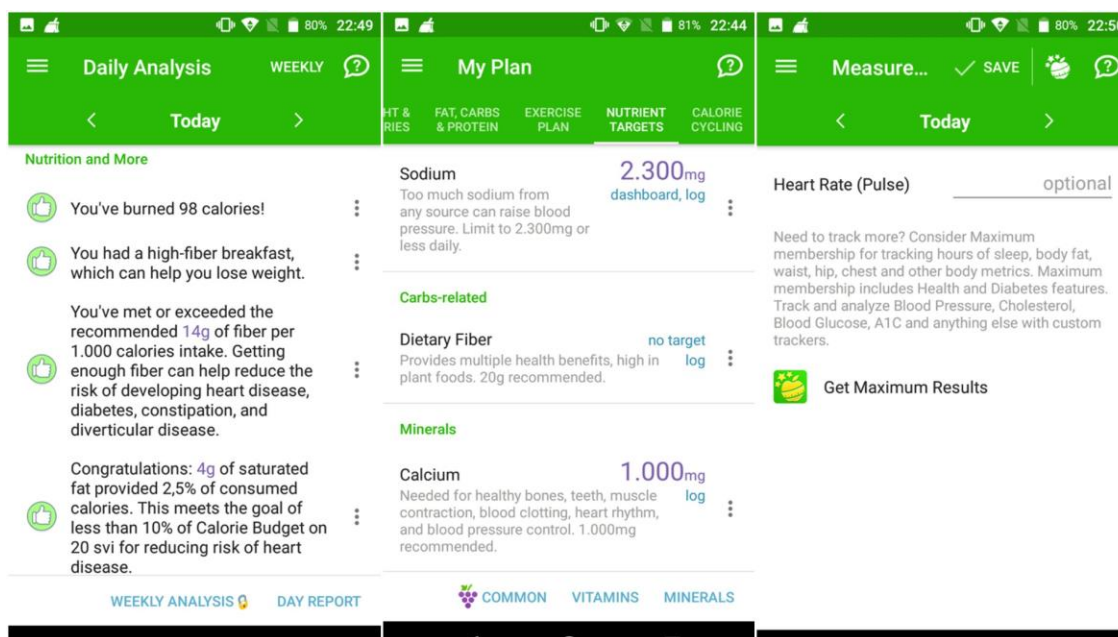 80% 22:49
Daily Analysis WEEKLY
Today
Nutrition and More
You've burned 98 calories!
You had a high-fiber breakfast,
which can help you lose weight.
You've met or exceeded the
recommended 14g of fiber per
1.000 calories intake. Getting
enough fiber can help reduce the
risk of developing heart disease,
diabetes, constipation, and
diverticular disease.
Congratulations: 4g of saturated
fat provided 2,5% of consumed
calories. This meets the goal of
less than 10% of Calorie Budget on
20 svi for reducing risk of heart
disease.
WEEKLY ANALYSIS DAY REPORT
81% 22:44
My Plan
HT &
RIES
FAT, CARBS
& PROTEIN
EXERCISE
PLAN
NUTRIENT
TARGETS
CALORIE
CYCLING
Sodium 2.300mg
dashboard, log
Too much sodium from
any source can raise blood
pressure. Limit to 2.300mg or
less daily.
Carbs-related
Dietary Fiber no target
Provides multiple health benefits, high in log
plant foods. 20g recommended.
Minerals
Calcium 1.000mg
Needed for healthy bones, teeth, muscle log
contraction, blood clotting, heart rhythm,
and blood pressure control. 1.000mg
recommended.
COMMON VITAMINS MINERALS
80%
Measure... SAVE
Today
Heart Rate (Pulse) optional
Need to track more? Consider Maximum
membership for tracking hours of sleep, body fat,
waist, hip, chest and other body metrics. Maximum
membership includes Health and Diabetes features.
Track and analyze Blood Pressure, Cholesterol,
Blood Glucose, A1C and anything else with custom
trackers.
Get Maximum Results